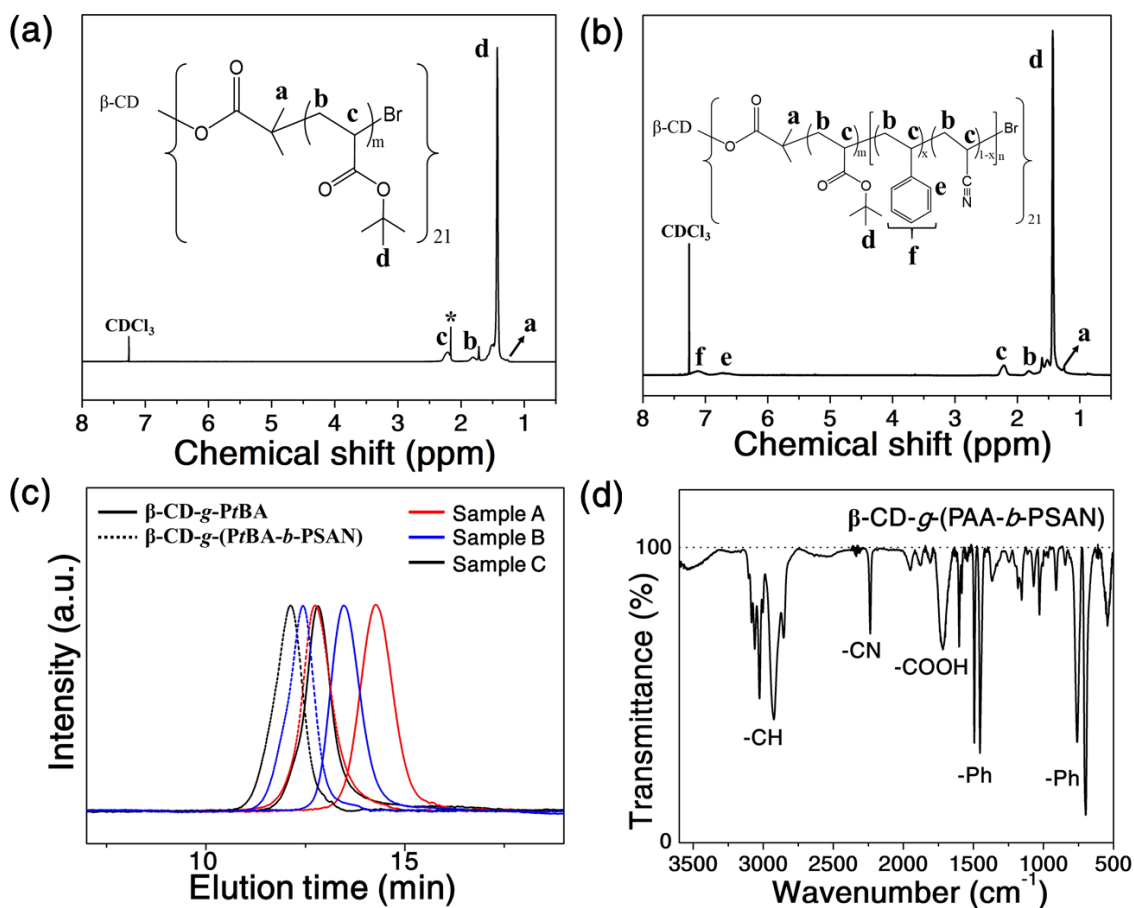 (a)
d
β-CD
O
O
a
b
c
Br
m
O
O
d
21
CDCl3
*
c
b
a
8 7 6 5 4 3 2 1
Chemical shift (ppm)
(b)
d
β-CD
O
O
a
b
c
b
c
b
c
Br
m
x
1-x
n
O
O
e
C
N
d
f
21
CDCl3
f
e
c
b
a
8 7 6 5 4 3 2 1
Chemical shift (ppm)
(c)
β-CD-g-PtBA
β-CD-g-(PtBA-b-PSAN)
Sample A
Sample B
Sample C
Intensity (a.u.)
10 15
Elution time (min)
(d)
β-CD-g-(PAA-b-PSAN)
100
-CN
-COOH
-CH
-Ph
-Ph
0
Transmittance (%)
3500 3000 2500 2000 1500 1000 500
Wavenumber (cm-1)